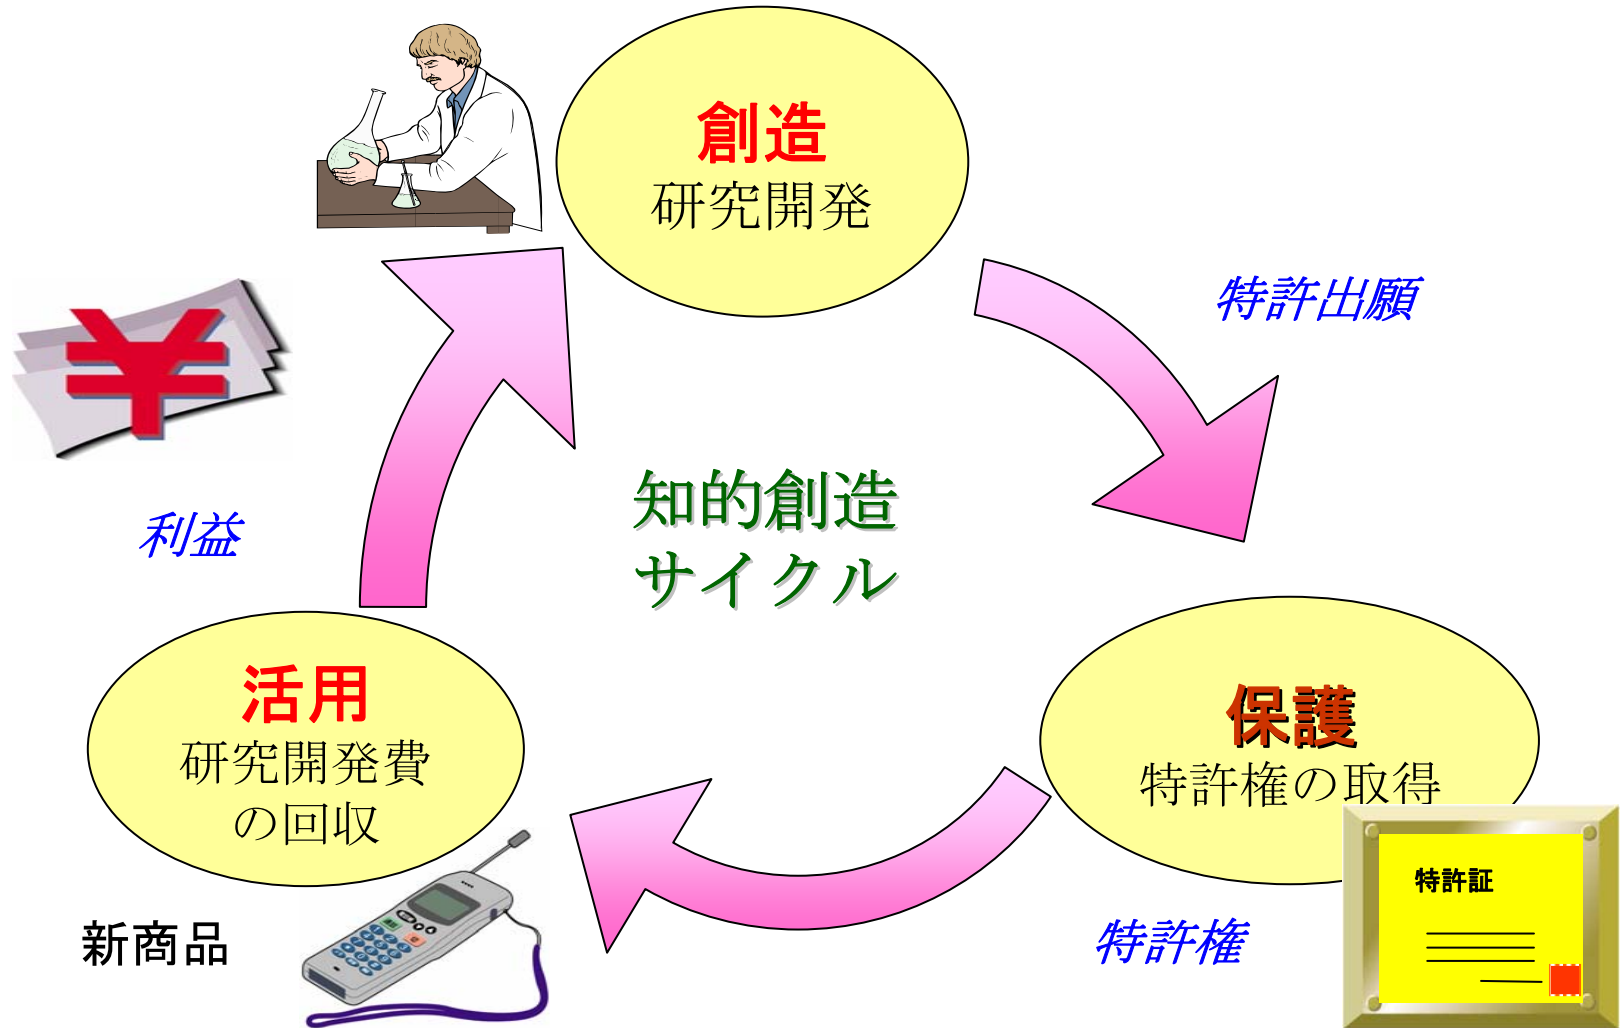 創造
研究開発
特許出願
知的創造
サイクル
利益
活用
研究開発費
の回収
保護
特許権の取得
特許証
特許権
新商品
¥